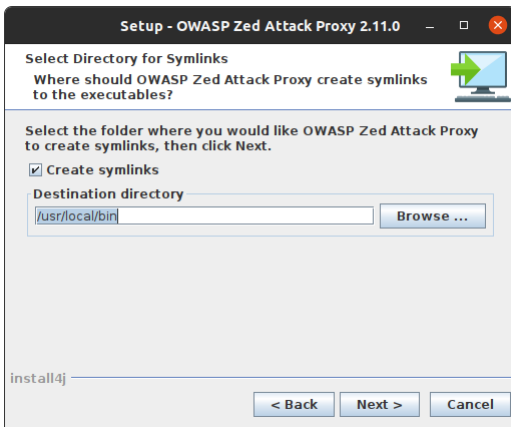 Setup - OWASP Zed Attack Proxy 2.11.0
Select Directory for Symlinks
Where should OWASP Zed Attack Proxy create symlinks
to the executables?
Select the folder where you would like OWASP Zed Attack Proxy
to create symlinks, then click Next.
Create symlinks
Destination directory
/usr/local/bin
Browse ...
install4j
< Back
Next >
Cancel